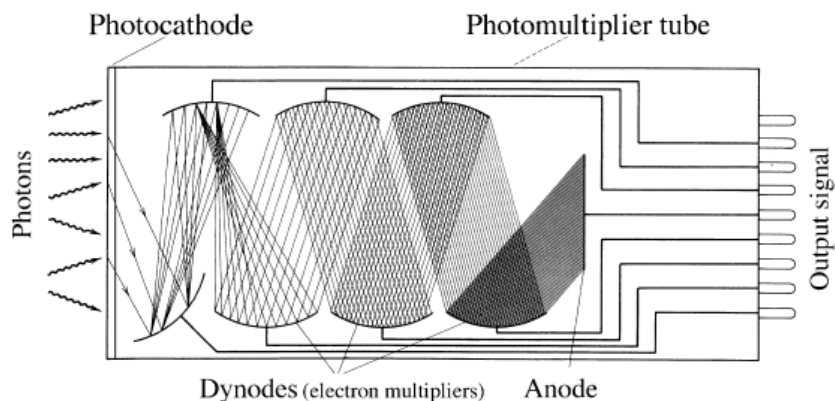 Photocathode
Photomultiplier tube
Photons
Output signal
Dynodes (electron multipliers)
Anode